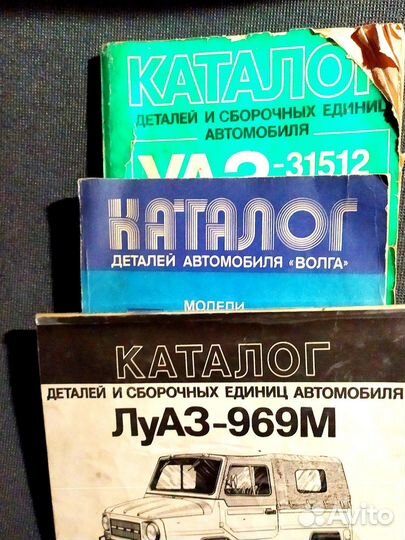 КАТАЛОГ
ДЕТАЛЕЙ И СБОРОЧНЫХ ЕДИНИЦ
АВТОМОБИЛЯ
УАЗ-31512
КАТАЛОГ
ДЕТАЛЕЙ АВТОМОБИЛЯ «ВОЛГА»
МОДЕЛИ
КАТАЛОГ
ДЕТАЛЕЙ И СБОРОЧНЫХ ЕДИНИЦ АВТОМОБИЛЯ
ЛуАЗ-969М
Avito